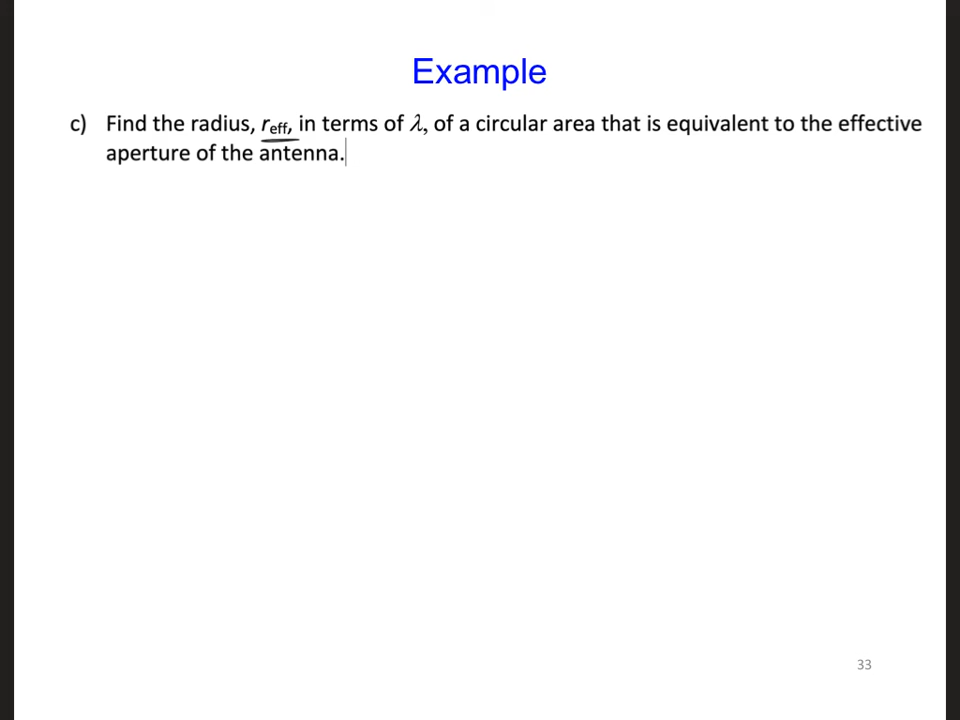 Example
c) Find the radius, reff, in terms of λ, of a circular area that is equivalent to the effective
aperture of the antenna.
33